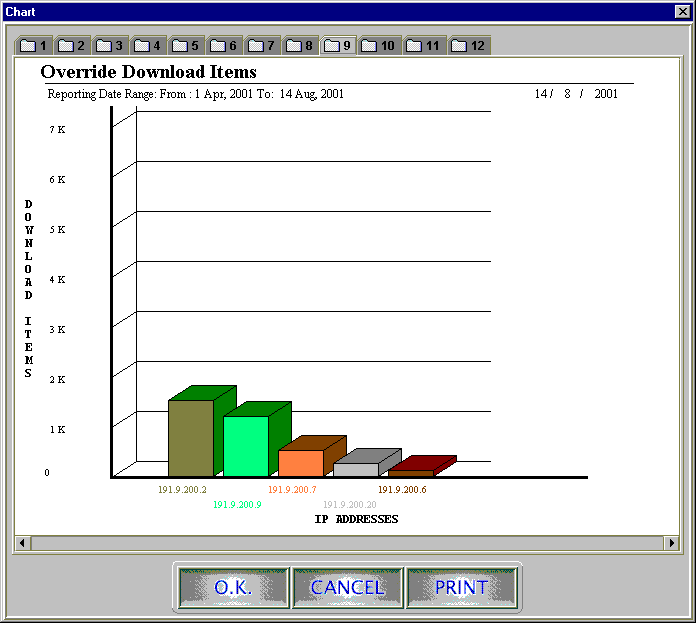 Chart
1 2 3 4 5 6 7 8 9 10 11 12
Override Download Items
Reporting Date Range: From : 1 Apr, 2001 To: 14 Aug, 2001 14 / 8 / 2001
7 K
6 K
5 K
4 K
3 K
2 K
1 K
0
DOWNLOAD ITEMS
191.9.200.2 191.9.200.7 191.9.200.6
191.9.200.9 191.9.200.20
IP ADDRESSES
O.K. CANCEL PRINT